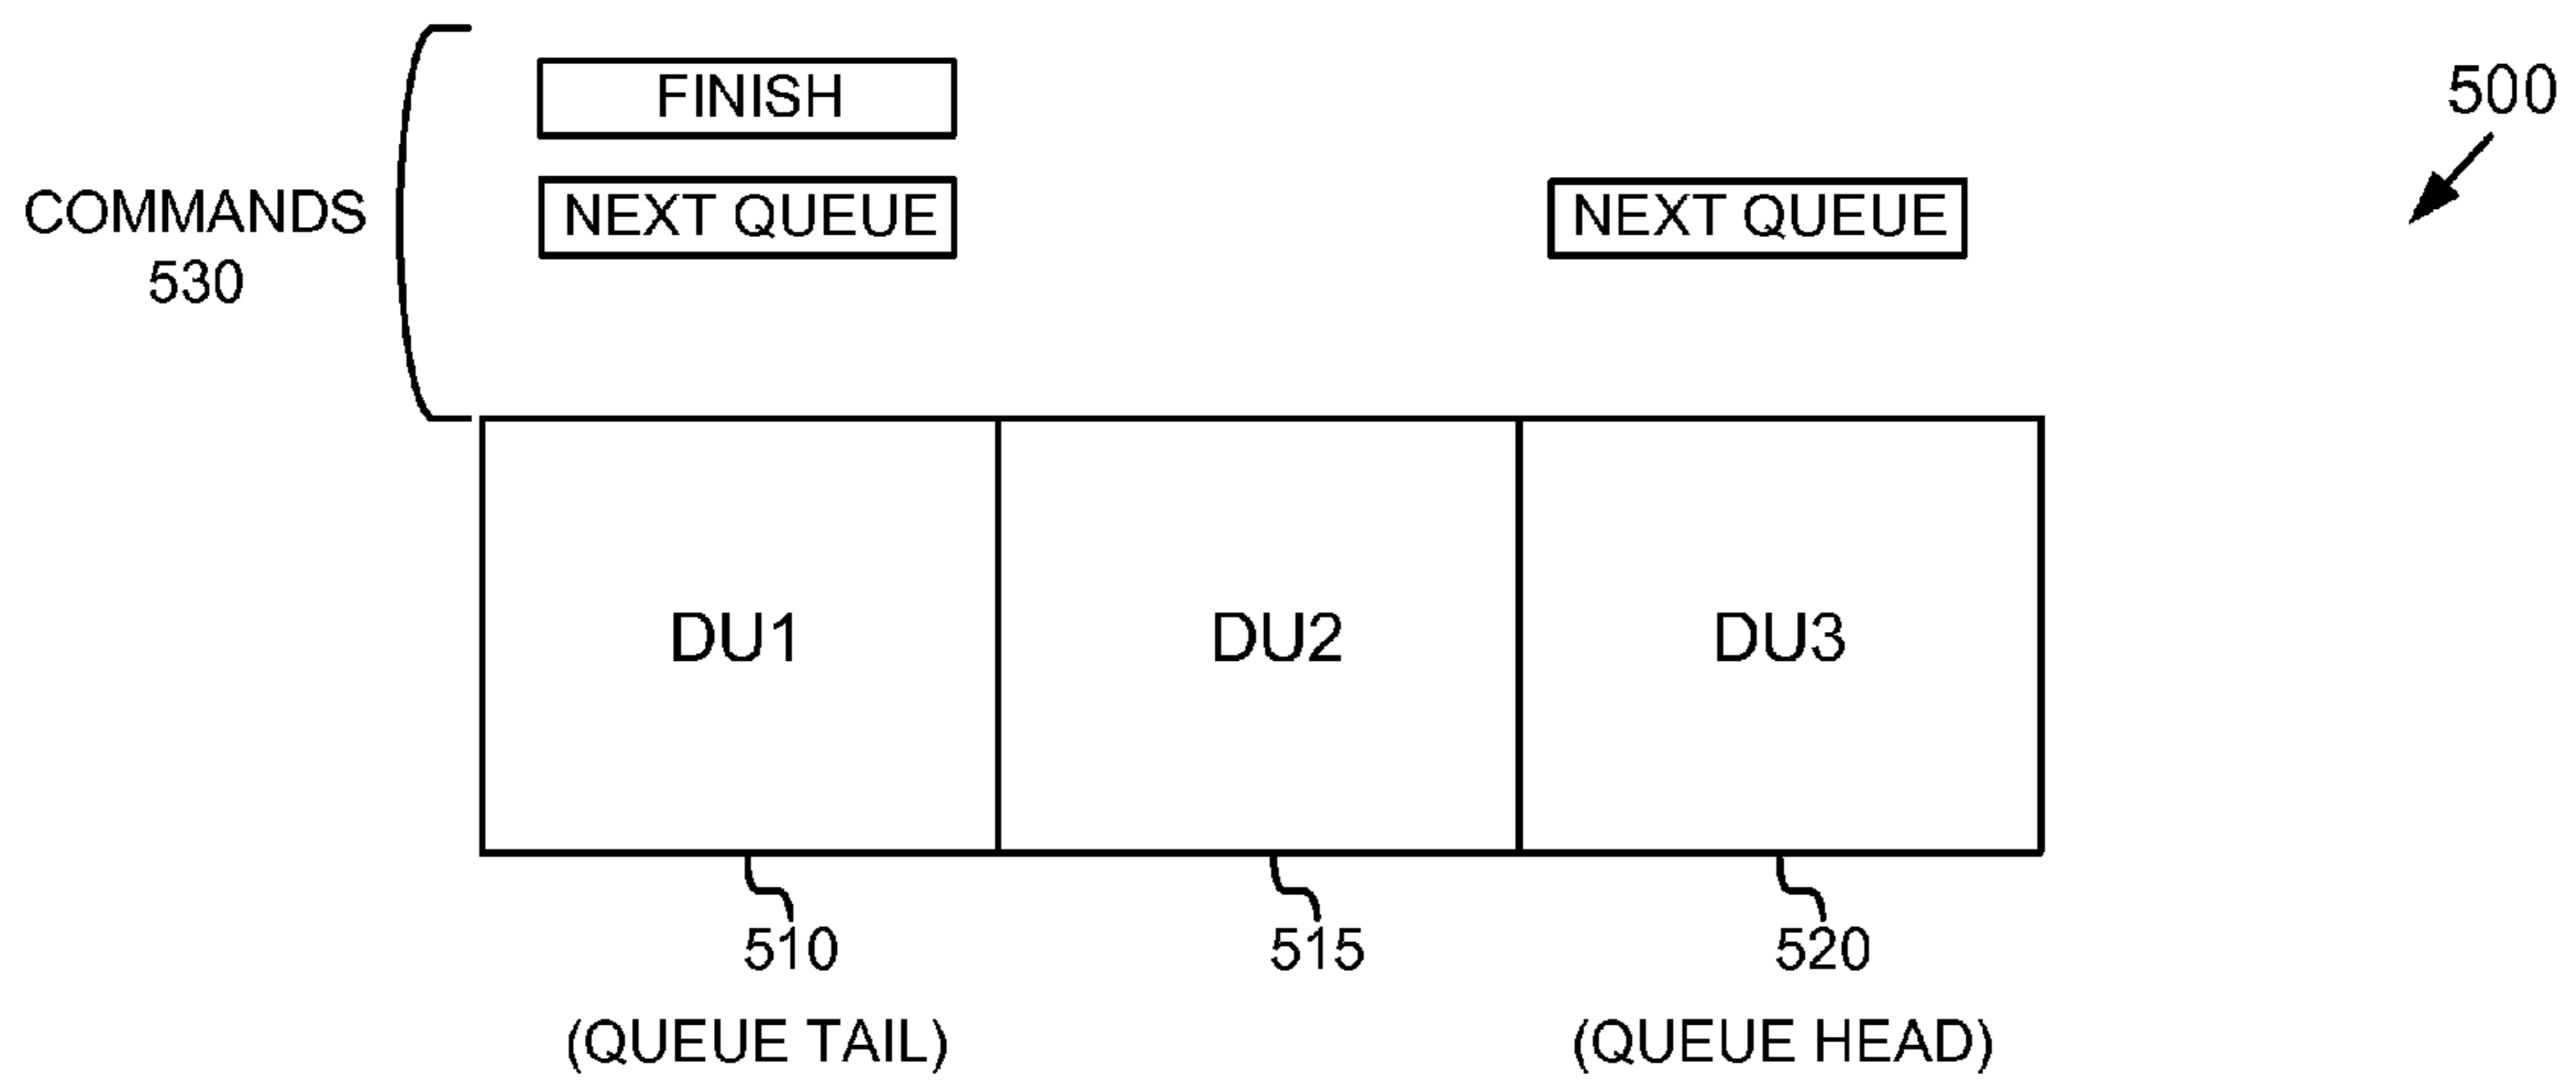 FINISH
500
COMMANDS
530
NEXT QUEUE
NEXT QUEUE
DU1
DU2
DU3
510
515
520
(QUEUE TAIL)
(QUEUE HEAD)